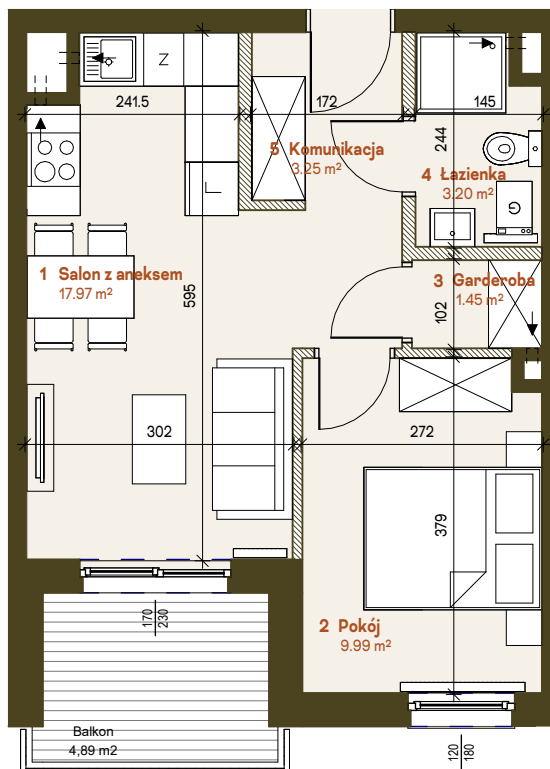 Z
241.5
172
145
5 Komunikacja
3.25 m²
244
4 Łazienka
3.20 m²
G
L
1 Salon z aneksem
17.97 m²
595
3 Garderoba
1.45 m²
102
302
272
379
2 Pokój
9.99 m²
170
230
Balkon
4,89 m2
120
180